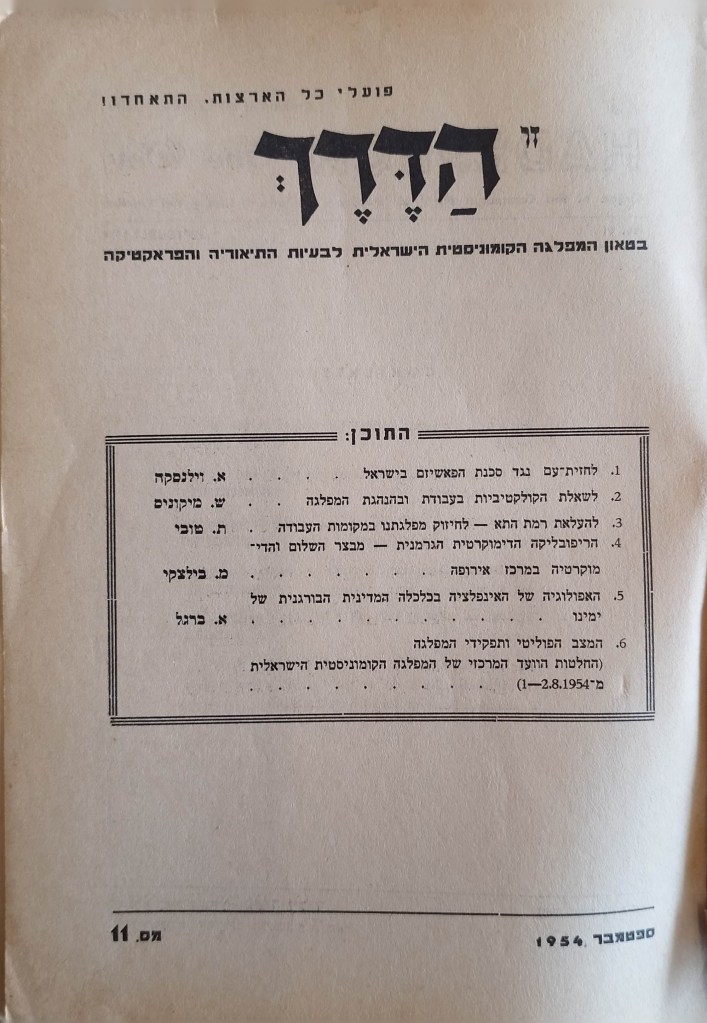 פועלי כל הארצות, התאחדו!
זו
הַדֶּרֶךְ
בטאון המפלגה הקומוניסטית הישראלית לבעיות התיאוריה והפראקטיקה
התוכן:
1. לחזית־עם נגד סכנת הפאשיזם בישראל . . . . א. וילנסקה
2. לשאלת הקולקטיביות בעבודת ובהנהגת המפלגה . . ש. מיקוניס
3. להעלאת רמת התא — לחיזוק מפלגתנו במקומות העבודה . ת. טובי
4. הריפובליקה הדימוקרטית הגרמנית — מבצר השלום והדי־
מוקרטיה במרכז אירופה . . . . . . מ. בילצקי
5. האפולוגיה של האינפלציה בכלכלה המדינית הבורגנית של
ימינו . . . . . . . . . . א. ברגל
6. המצב הפוליטי ותפקידי המפלגה
(החלטות הוועד המרכזי של המפלגה הקומוניסטית הישראלית
מ־1—2.8.1954) . . . . . . . .
ספטמבר, 1954 מס. 11